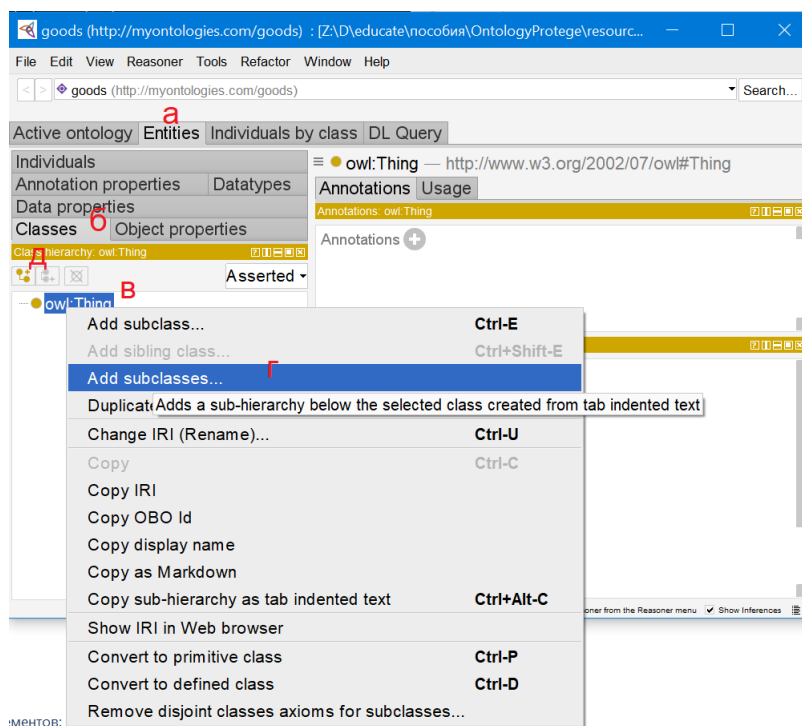 goods (http://myontologies.com/goods) : [Z:\D\educate\пособия\OntologyProtege\resourc...
File Edit View Reasoner Tools Refactor Window Help
goods (http://myontologies.com/goods) Search...
а
Active ontology Entities Individuals by class DL Query
Individuals
≡ owl:Thing — http://www.w3.org/2002/07/owl#Thing
Annotation properties Datatypes
Annotations Usage
Data properties
Annotations: owl:Thing
б
Classes Object properties
Annotations
Class hierarchy: owl:Thing
д
Asserted
в
owl:Thing
Add subclass... Ctrl-E
Add sibling class... Ctrl+Shift-E
г
Add subclasses...
Duplicate
Adds a sub-hierarchy below the selected class created from tab indented text
Change IRI (Rename)... Ctrl-U
Copy Ctrl-C
Copy IRI
Copy OBO Id
Copy display name
Copy as Markdown
Copy sub-hierarchy as tab indented text Ctrl+Alt-C
oner from the Reasoner menu Show Inferences
Show IRI in Web browser
Convert to primitive class Ctrl-P
Convert to defined class Ctrl-D
Remove disjoint classes axioms for subclasses...
ементов: